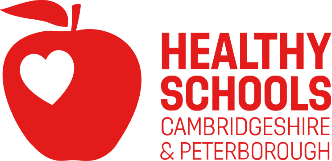 HEALTHY
SCHOOLS
CAMBRIDGESHIRE
& PETERBOROUGH